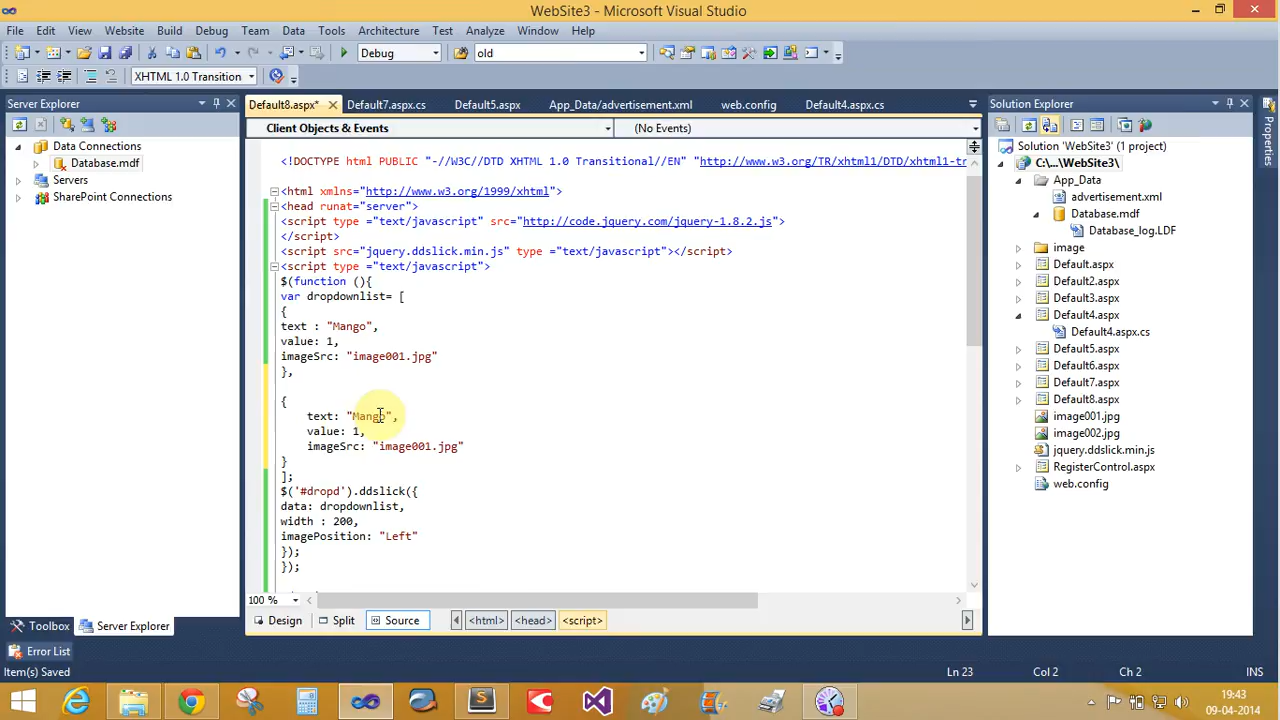 WebSite3 - Microsoft Visual Studio
File Edit View Website Build Debug Team Data Tools Architecture Test Analyze Window Help
Debug old
XHTML 1.0 Transition
Server Explorer
Data Connections
Database.mdf
Servers
SharePoint Connections
Toolbox Server Explorer
Error List
Default8.aspx* Default7.aspx.cs Default5.aspx App_Data/advertisement.xml web.config Default4.aspx.cs
Client Objects & Events (No Events)
<!DOCTYPE html PUBLIC "-//W3C//DTD XHTML 1.0 Transitional//EN" "http://www.w3.org/TR/xhtml1/DTD/xhtml1-tr
<html xmlns="http://www.w3.org/1999/xhtml">
<head runat="server">
<script type ="text/javascript" src="http://code.jquery.com/jquery-1.8.2.js">
</script>
<script src="jquery.ddslick.min.js" type ="text/javascript"></script>
<script type ="text/javascript">
$(function (){
var dropdownlist= [
{
text : "Mango",
value: 1,
imageSrc: "image001.jpg"
},
{
text: "Mango",
value: 1,
imageSrc: "image001.jpg"
}
];
$('#dropd').ddslick({
data: dropdownlist,
width : 200,
imagePosition: "Left"
});
});
100 %
Design Split Source <html> <head> <script>
Solution Explorer
Solution 'WebSite3' (1 project)
C:\...\WebSite3\
App_Data
advertisement.xml
Database.mdf
Database_log.LDF
image
Default.aspx
Default2.aspx
Default3.aspx
Default4.aspx
Default4.aspx.cs
Default5.aspx
Default6.aspx
Default7.aspx
Default8.aspx
image001.jpg
image002.jpg
jquery.ddslick.min.js
RegisterControl.aspx
web.config
Properties
Item(s) Saved Ln 23 Col 2 Ch 2 INS
19:43
09-04-2014